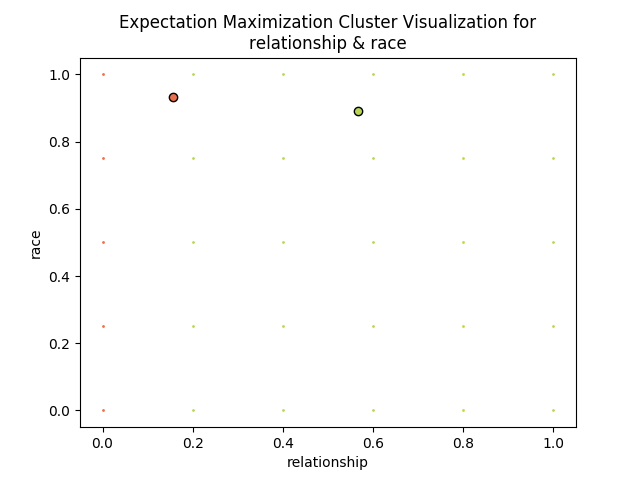 Expectation Maximization Cluster Visualization for
relationship & race
1.0
0.8
0.6
0.4
0.2
0.0
race
0.0 0.2 0.4 0.6 0.8 1.0
relationship